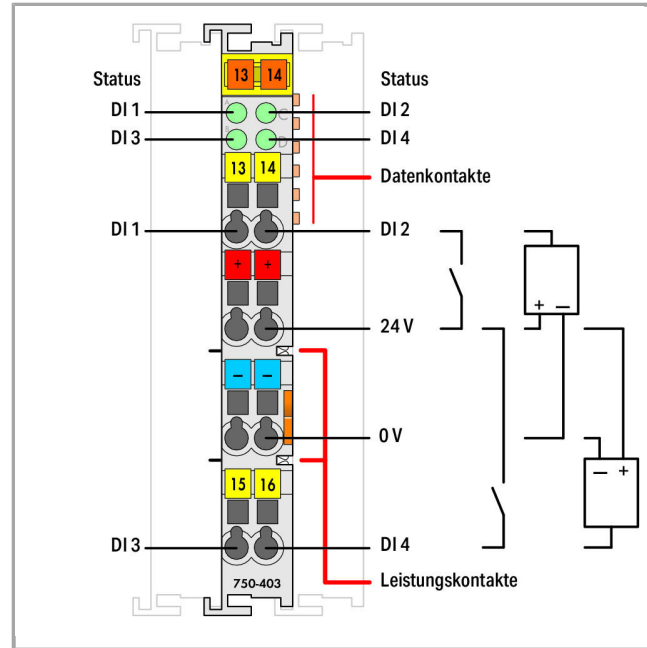 13 14
Status Status
DI 1 A C DI 2
DI 3 B D DI 4
13 14
Datenkontakte
DI 1 DI 2
+ +
+ −
24 V
− −
0 V
− +
15 16
DI 3 DI 4
750-403
Leistungskontakte